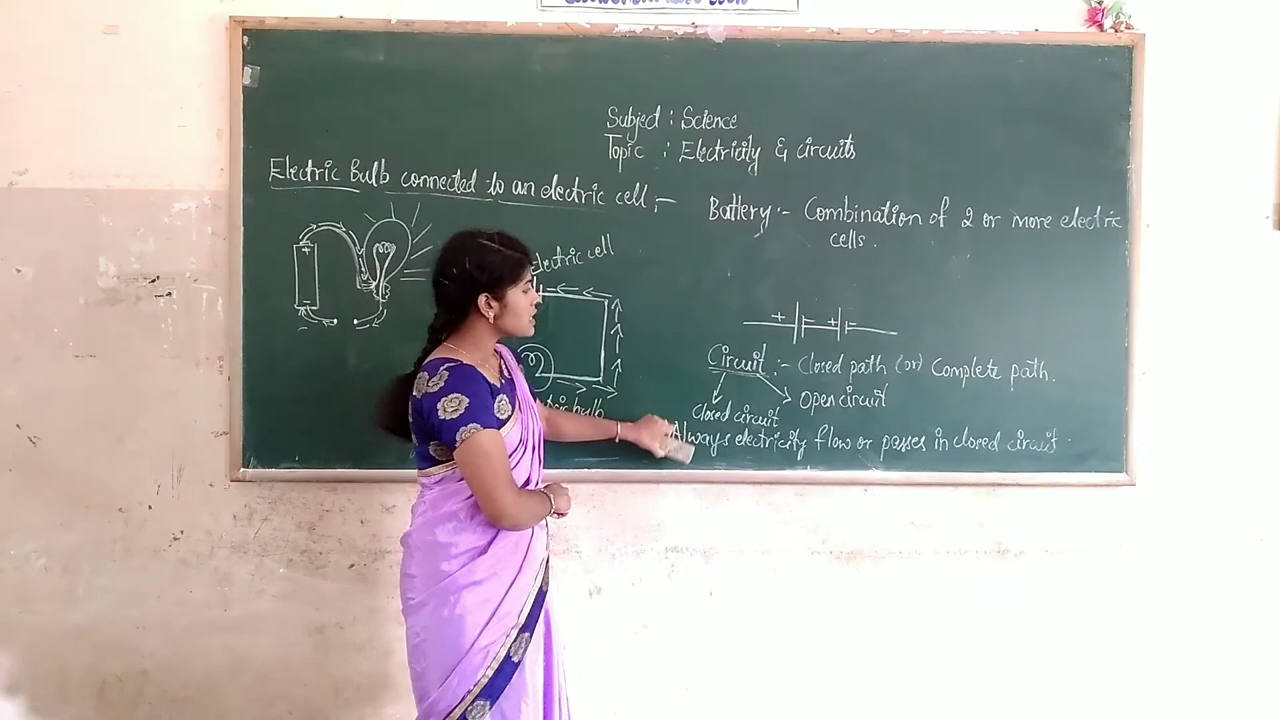 Subject : Science
Topic : Electricity & circuits
Electric Bulb connected to an electric cell :-
+
-
Electric cell
-
bulb
Battery :- Combination of 2 or more electric
cells .
+ - + -
Circuit :- Closed path (or) Complete path.
Closed circuit
Open circuit
Always electricity flow or passes in closed circuit .